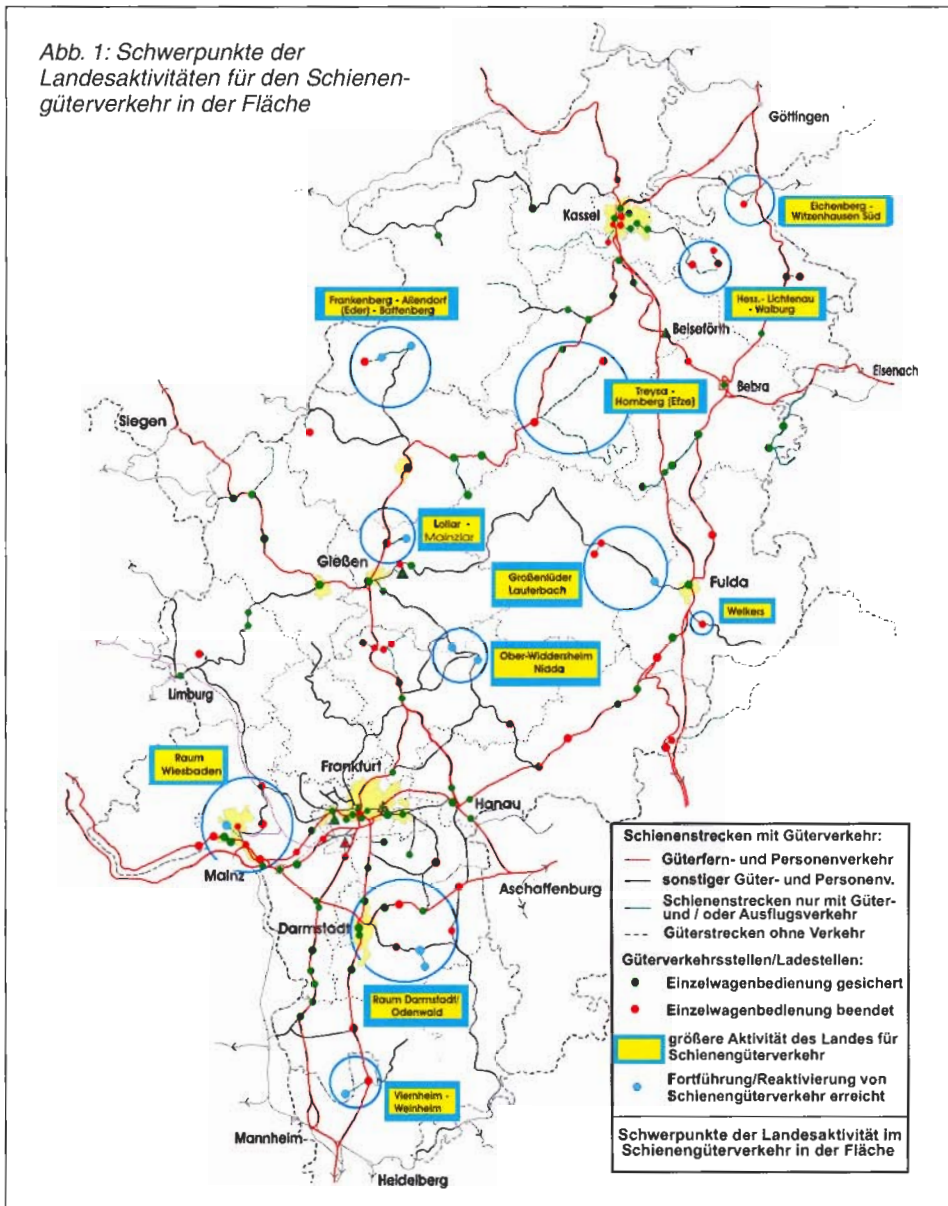 Abb. 1: Schwerpunkte der
Landesaktivitäten für den Schienen-
güterverkehr in der Fläche
Göttingen
Kassel
Eichenberg -
Witzenhausen Süd
Hess.- Lichtenau
- Walburg
Frankenberg - Allendorf
(Eder) - Battenberg
Beiseförth
Eisenach
Bebra
Treysa -
Homberg (Efze)
Siegen
Lollar -
Mainzlar
Gießen
Großenlüder
Lauterbach
Fulda
Welkers
Ober-Widdersheim
Nidda
Limburg
Raum
Wiesbaden
Frankfurt
Hanau
Mainz
Aschaffenburg
Darmstadt
Raum Darmstadt/
Odenwald
Viernheim -
Weinheim
Mannheim
Heidelberg
Schienenstrecken mit Güterverkehr:
Güterfern- und Personenverkehr
sonstiger Güter- und Personenv.
Schienenstrecken nur mit Güter-
und / oder Ausflugsverkehr
Güterstrecken ohne Verkehr
Güterverkehrsstellen/Ladestellen:
Einzelwagenbedienung gesichert
Einzelwagenbedienung beendet
größere Aktivität des Landes für
Schienengüterverkehr
Fortführung/Reaktivierung von
Schienengüterverkehr erreicht
Schwerpunkte der Landesaktivität im
Schienengüterverkehr in der Fläche